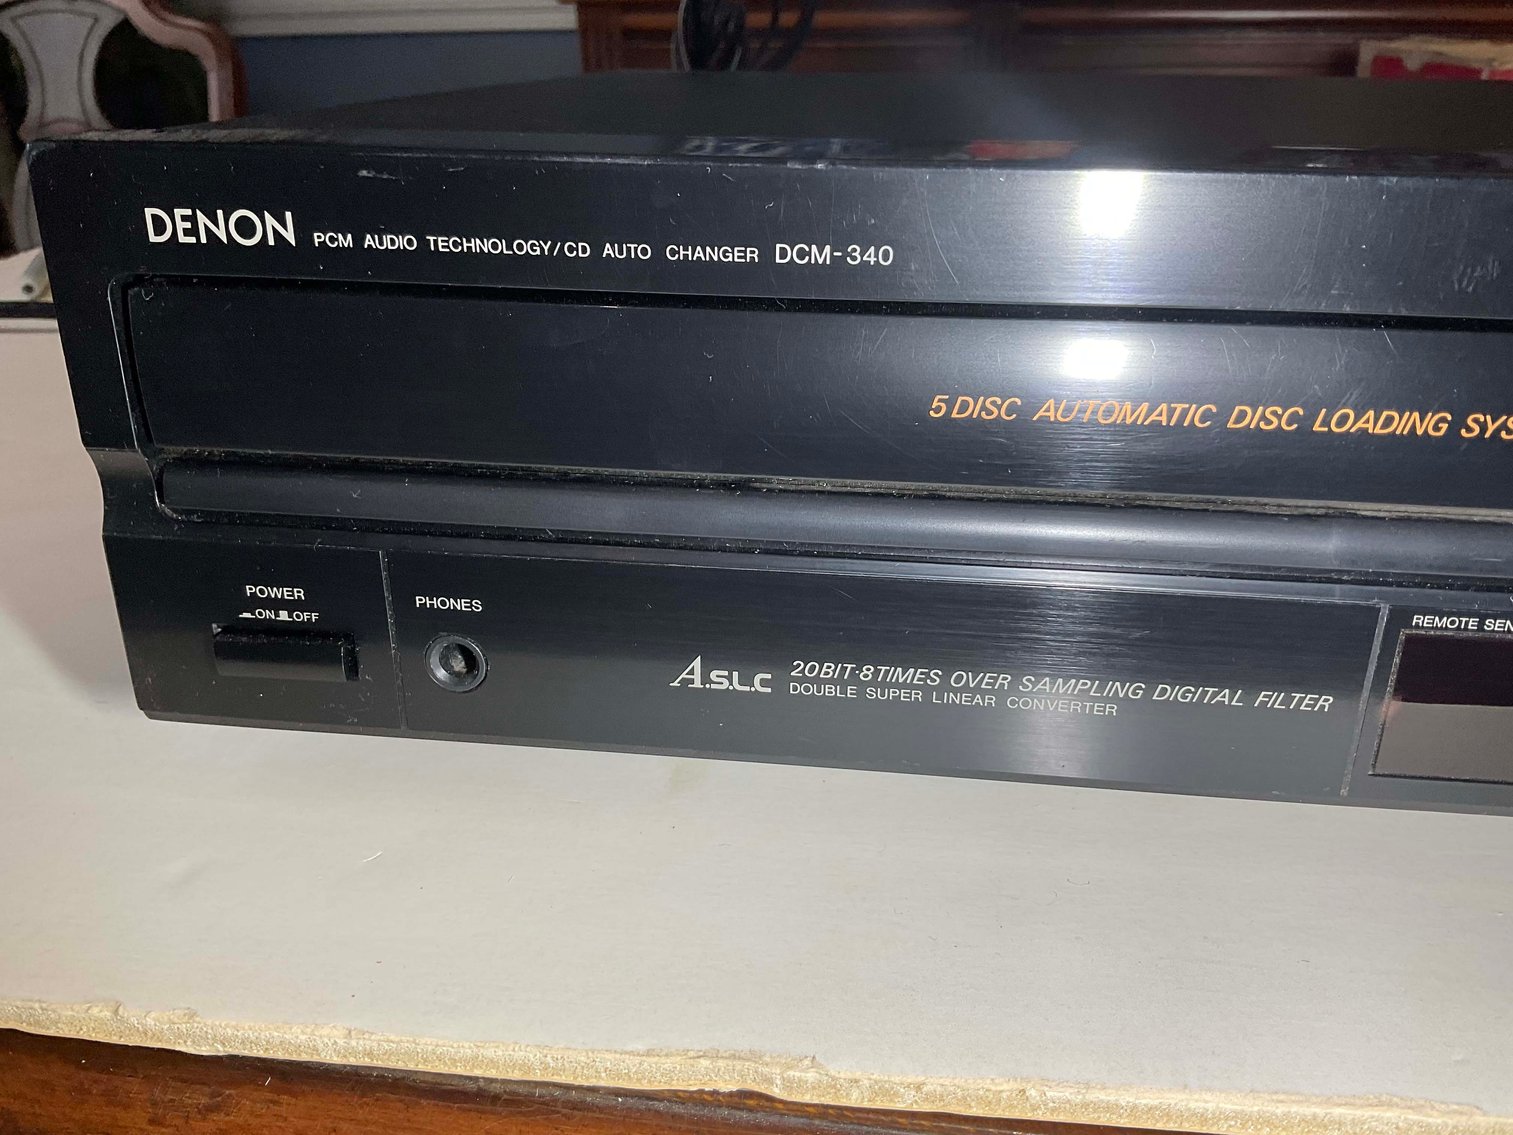 DENON PCM AUDIO TECHNOLOGY/CD AUTO CHANGER DCM-340
5 DISC AUTOMATIC DISC LOADING SYS
POWER
ON OFF
PHONES
A.S.L.C 20BIT·8TIMES OVER SAMPLING DIGITAL FILTER
DOUBLE SUPER LINEAR CONVERTER
REMOTE SEN